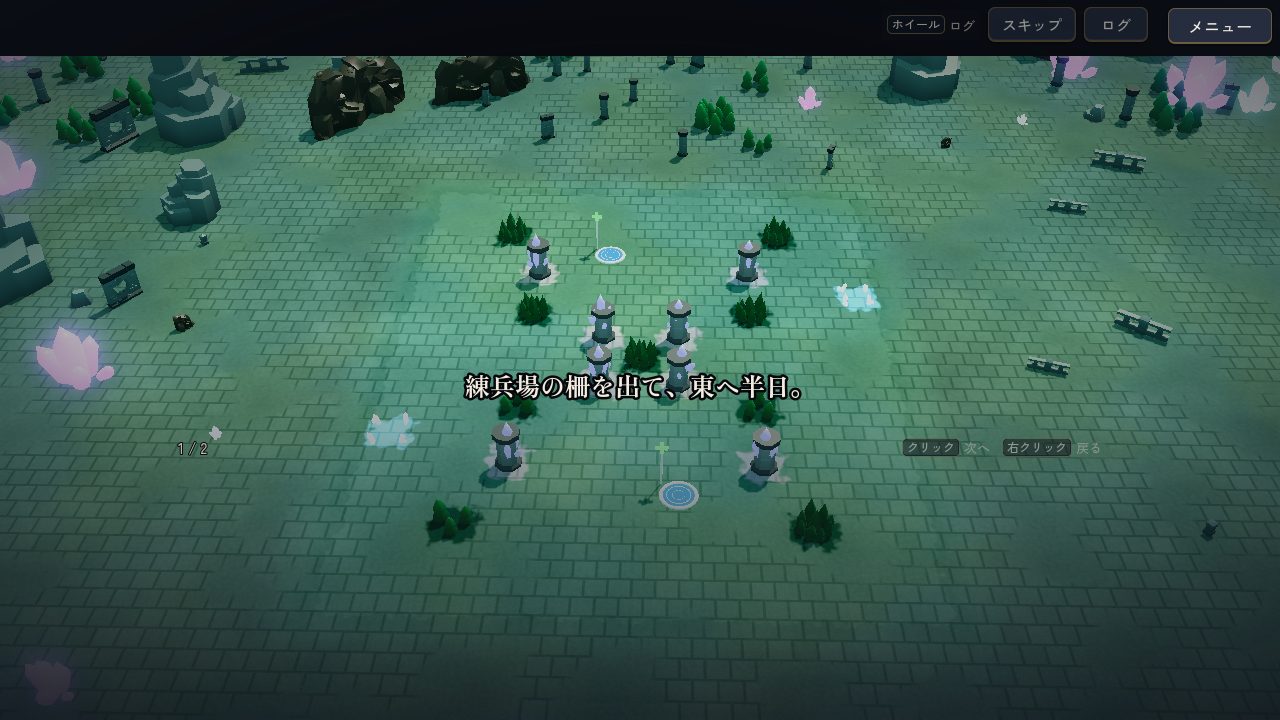 ホイール ログ スキップ ログ メニュー
練兵場の柵を出て、東へ半日。
1 / 2 クリック 次へ 右クリック 戻る